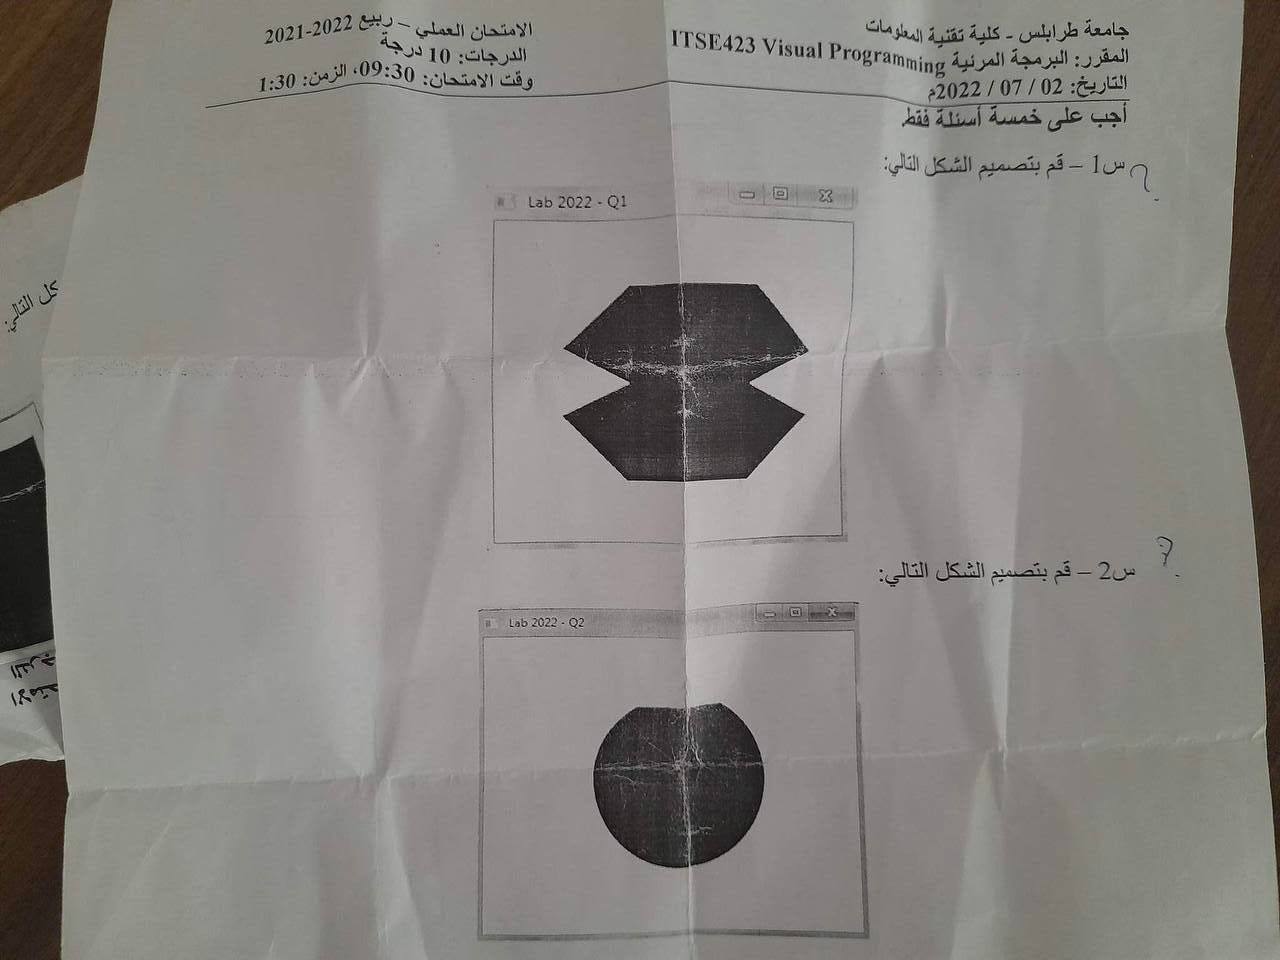 جامعة طرابلس - كلية تقنية المعلومات
المقرر: البرمجة المرئية ITSE423 Visual Programming
التاريخ: 02 / 07 / 2022م
الامتحان العملي – ربيع 2022-2021
الدرجات: 10 درجة
وقت الامتحان: 09:30، الزمن: 1:30
أجب على خمسة أسئلة فقط
س1 – قم بتصميم الشكل التالي:
Lab 2022 - Q1
س2 – قم بتصميم الشكل التالي:
Lab 2022 - Q2
كل التالي: